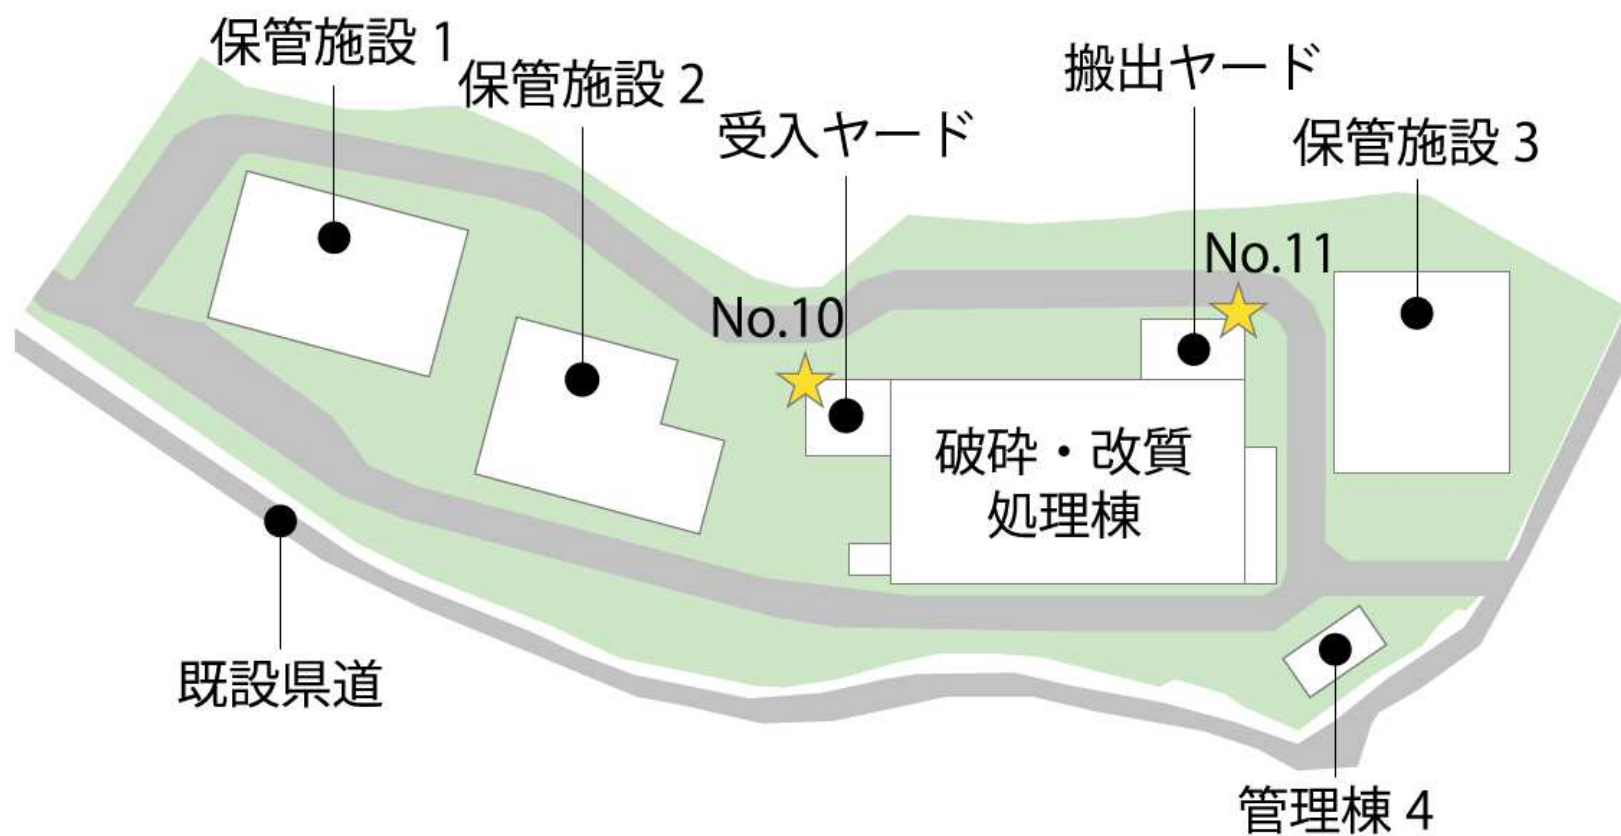 保管施設 1
保管施設 2
受入ヤード
搬出ヤード
保管施設 3
No.10
No.11
破砕・改質
処理棟
既設県道
管理棟 4